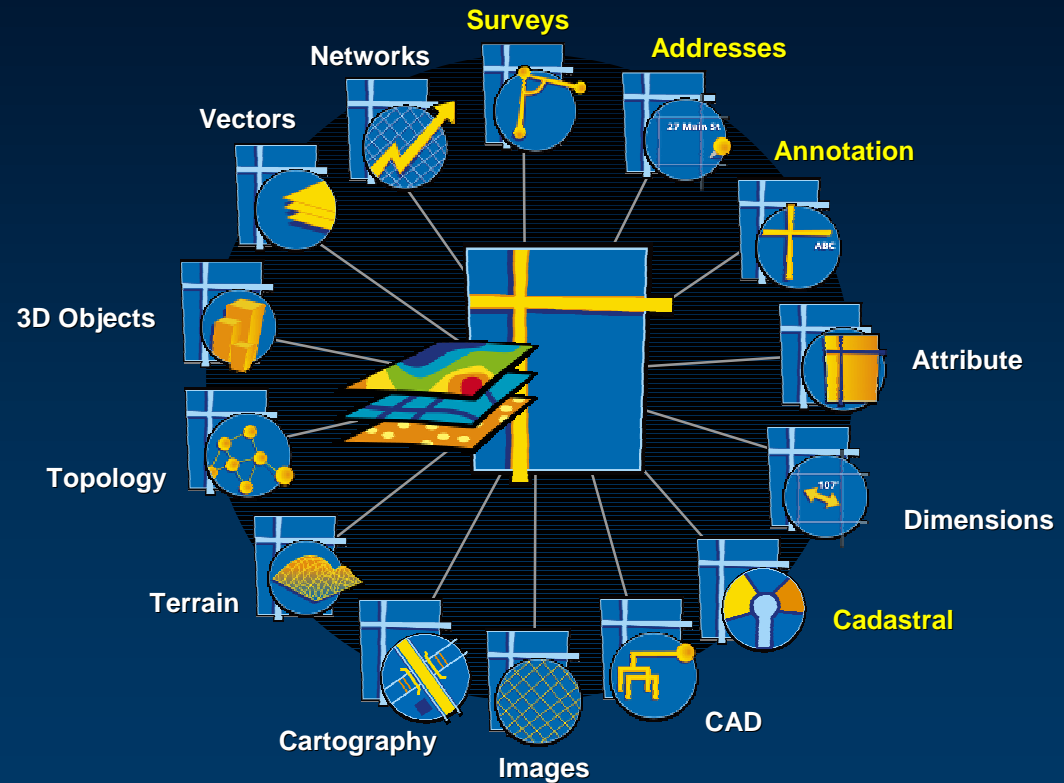 Surveys
Networks
Addresses
Vectors
27 Main St
Annotation
ABC
3D Objects
Attribute
Topology
107'
Dimensions
Terrain
Cadastral
CAD
Cartography
Images